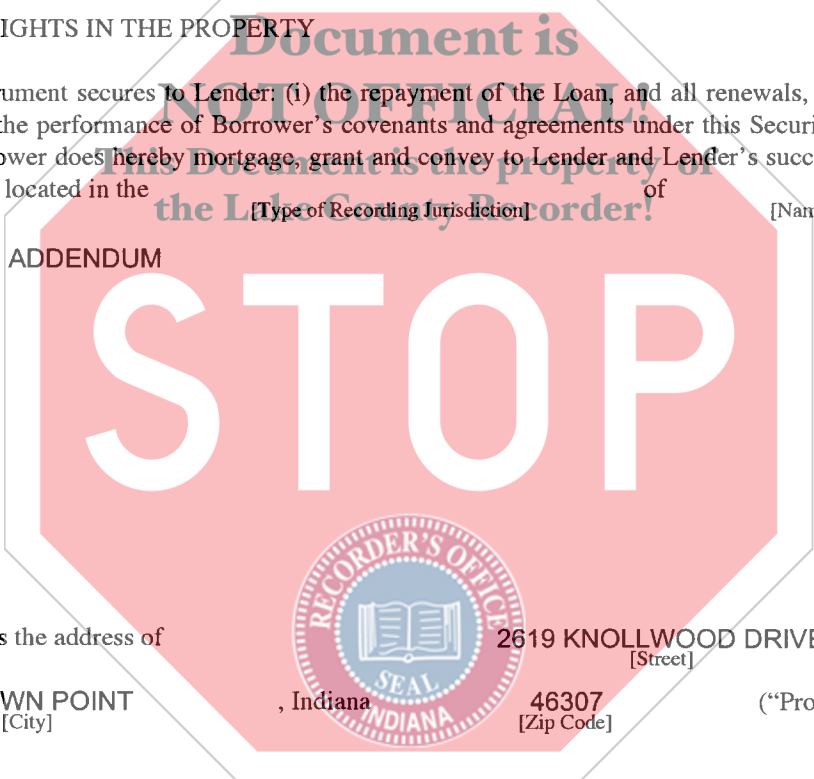 IGHTS IN THE PROPERTY
Document is
ument secures to Lender: (i) the repayment of the Loan, and all renewals,
NOT OFFICIAL!
the performance of Borrower's covenants and agreements under this Securi
ower does hereby mortgage, grant and convey to Lender and Lender's succ
This Document is the property of
located in the of
the Lake County Recorder!
[Type of Recording Jurisdiction] [Nam
ADDENDUM
STOP
RECORDER'S OFFICE
SEAL
INDIANA
s the address of 2619 KNOLLWOOD DRIVE
[Street]
WN POINT , Indiana 46307 ("Pro
[City] [Zip Code]